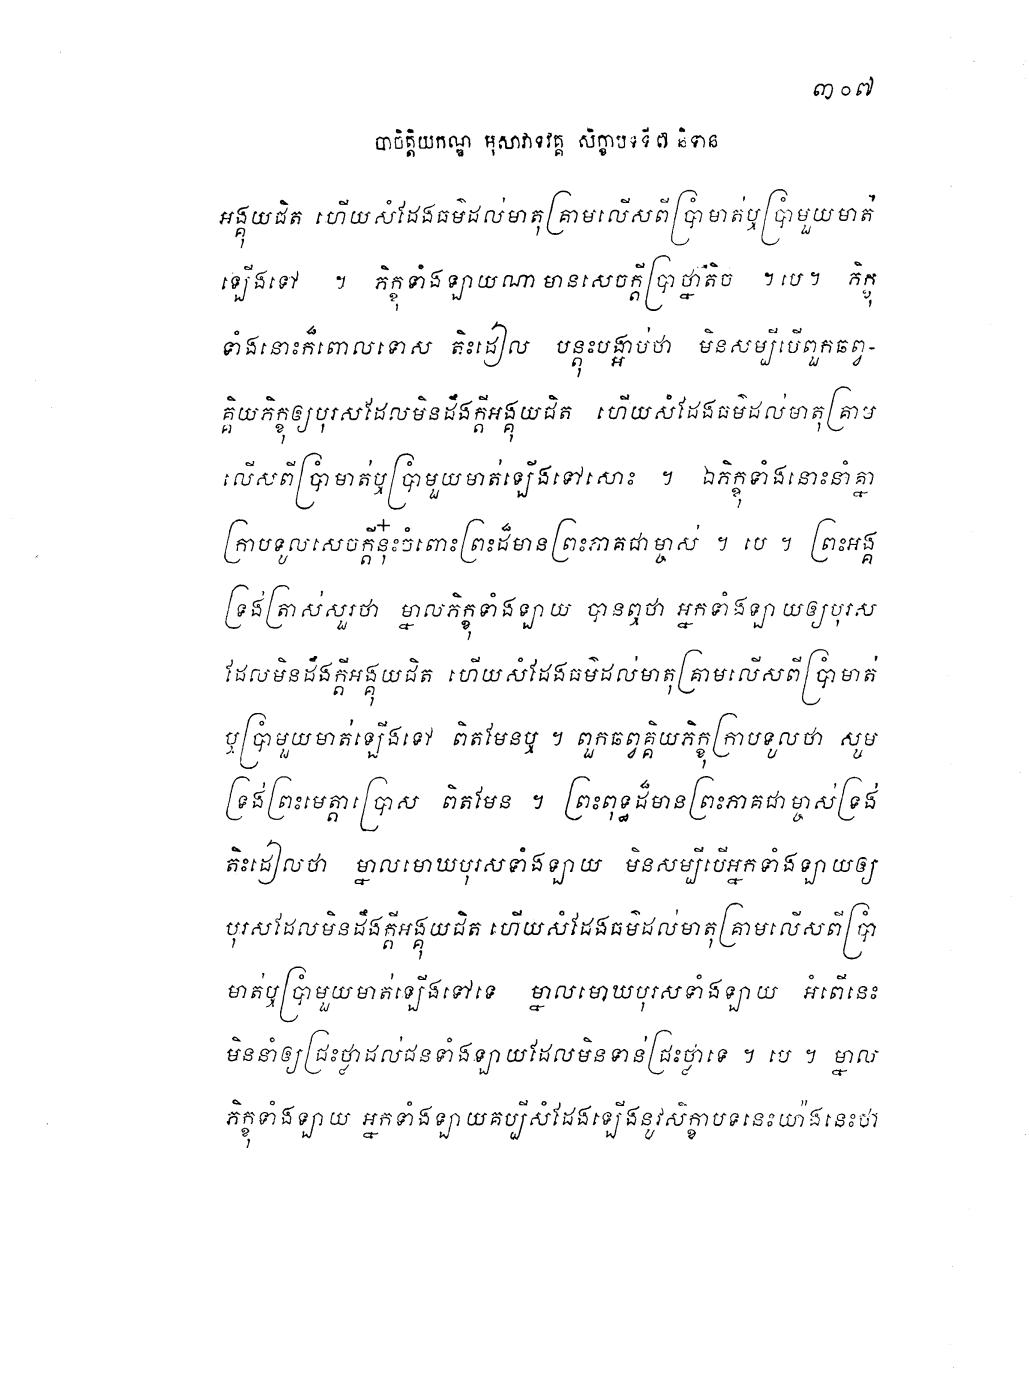 ៣០៧
បាចិត្តិយកណ្ឌ មុសាវាទវគ្គ សិក្ខាបទទី៧ និទាន
អង្គុយជិត ហើយសំដែងធម៌ដល់មាតុគ្រាមលើសពីប្រាំមាត់ឬប្រាំមួយមាត់
ឡើងទៅ ។ ភិក្ខុទាំងឡាយណាមានសេចក្តីប្រាថ្នាតិច ។បេ។ ភិក្ខុ
ទាំងនោះក៏ពោលទោស តិះដៀល បន្តុះបង្អាប់ថា មិនសម្បីបើពួកឆព្វ-
គ្គិយភិក្ខុឲ្យបុរសដែលមិនដឹងក្តីអង្គុយជិត ហើយសំដែងធម៌ដល់មាតុគ្រាម
លើសពីប្រាំមាត់ឬប្រាំមួយមាត់ឡើងទៅសោះ ។ ឯភិក្ខុទាំងនោះនាំគ្នា
ក្រាបទូលសេចក្តីនុ៎ះចំពោះព្រះដ៏មានព្រះភាគជាម្ចាស់ ។ បេ ។ ព្រះអង្គ
ទ្រង់ត្រាស់សួរថា ម្នាលភិក្ខុទាំងឡាយ បានឮថា អ្នកទាំងឡាយឲ្យបុរស
ដែលមិនដឹងក្តីអង្គុយជិត ហើយសំដែងធម៌ដល់មាតុគ្រាមលើសពីប្រាំមាត់
ឬប្រាំមួយមាត់ឡើងទៅ ពិតមែនឬ ។ ពួកឆព្វគ្គិយភិក្ខុក្រាបទូលថា សូម
ទ្រង់ព្រះមេត្តាប្រោស ពិតមែន ។ ព្រះពុទ្ធដ៏មានព្រះភាគជាម្ចាស់ទ្រង់
តិះដៀលថា ម្នាលមោឃបុរសទាំងឡាយ មិនសម្បីបើអ្នកទាំងឡាយឲ្យ
បុរសដែលមិនដឹងក្តីអង្គុយជិត ហើយសំដែងធម៌ដល់មាតុគ្រាមលើសពីប្រាំ
មាត់ឬប្រាំមួយមាត់ឡើងទៅទេ ម្នាលមោឃបុរសទាំងឡាយ អំពើនេះ
មិននាំឲ្យជ្រះថ្លាដល់ជនទាំងឡាយដែលមិនទាន់ជ្រះថ្លាទេ ។ បេ ។ ម្នាល
ភិក្ខុទាំងឡាយ អ្នកទាំងឡាយគប្បីសំដែងឡើងនូវសិក្ខាបទនេះយ៉ាងនេះថា